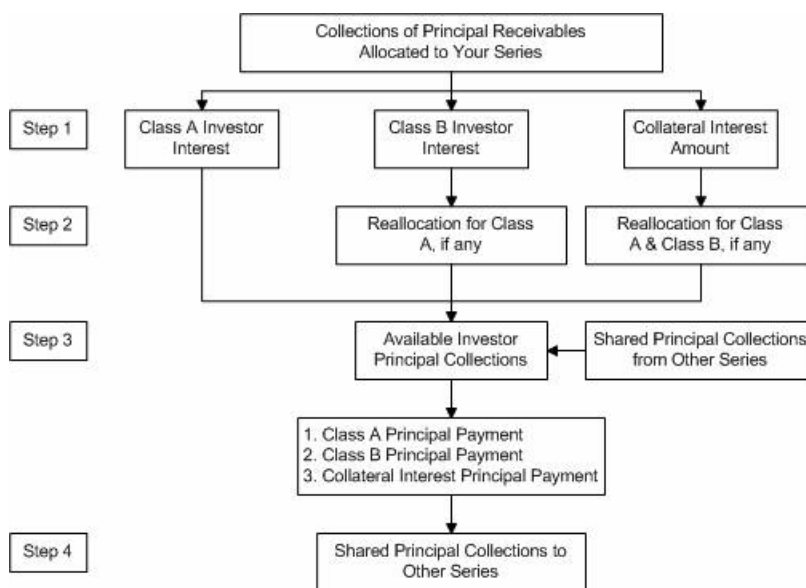 Collections of Principal Receivables
Allocated to Your Series
Step 1
Class A Investor
Interest
Class B Investor
Interest
Collateral Interest
Amount
Step 2
Reallocation for Class
A, if any
Reallocation for Class
A & Class B, if any
Step 3
Available Investor
Principal Collections
Shared Principal Collections
from Other Series
1. Class A Principal Payment
2. Class B Principal Payment
3. Collateral Interest Principal Payment
Step 4
Shared Principal Collections to
Other Series